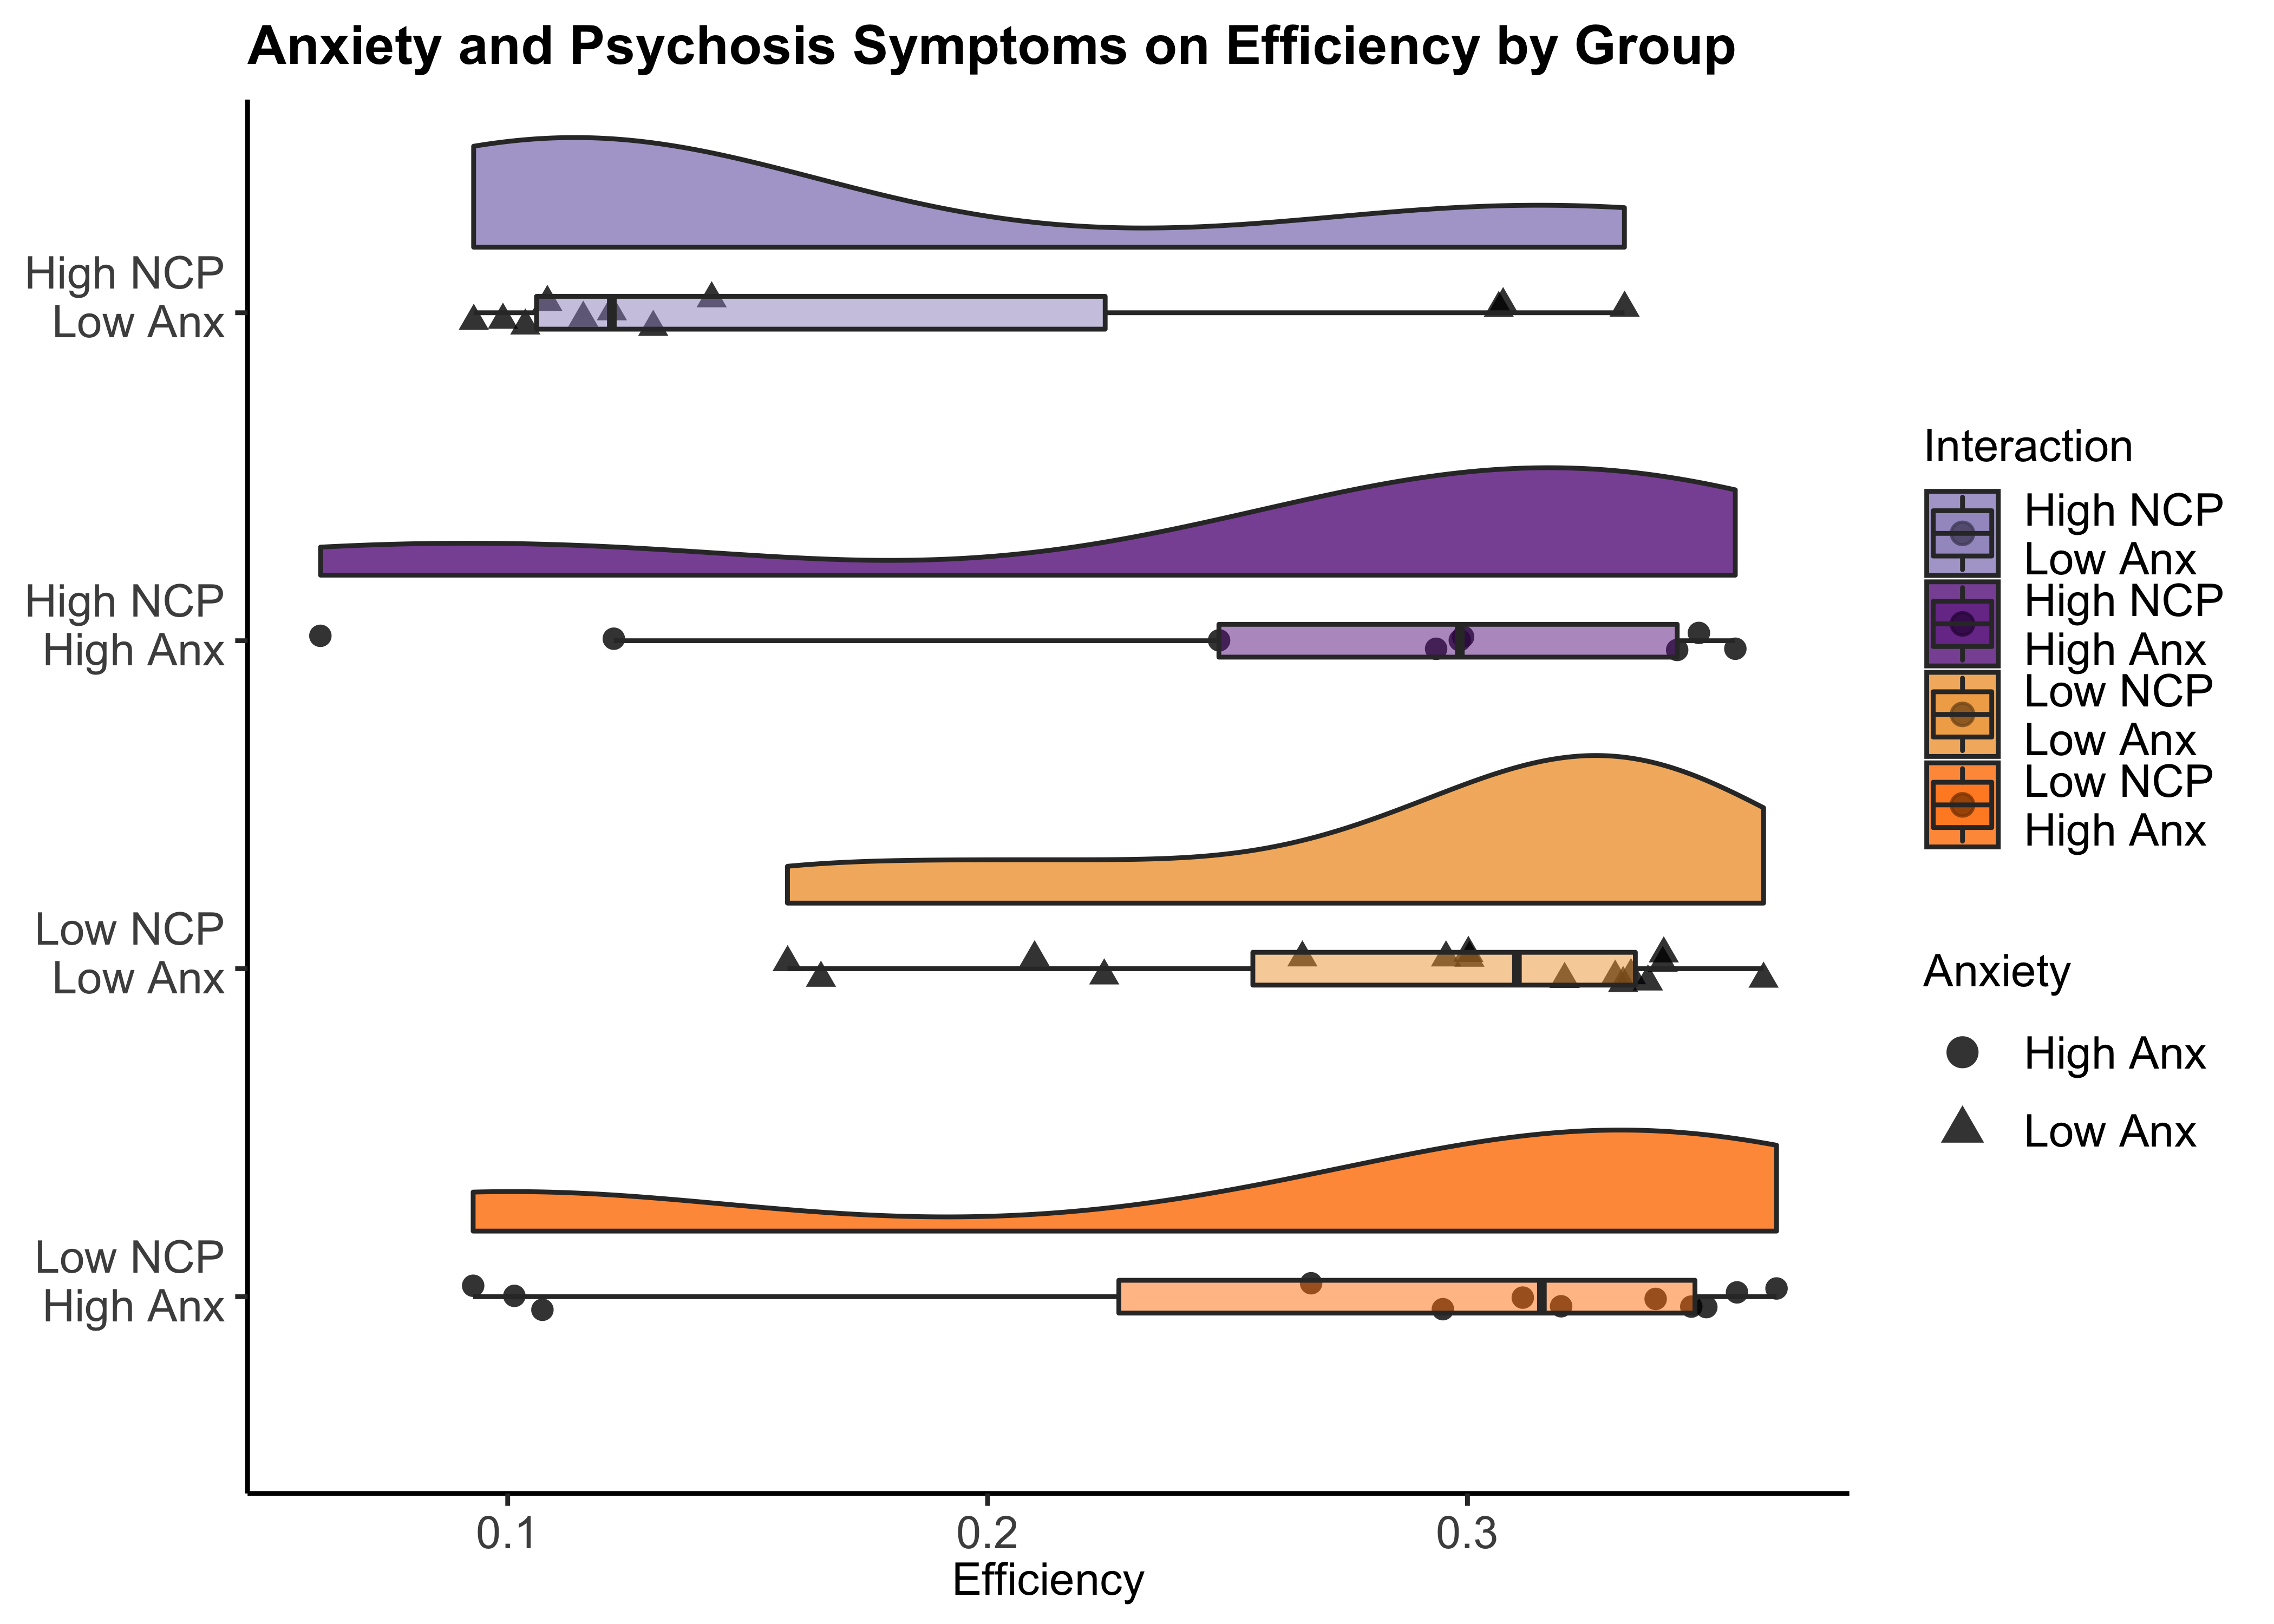 Anxiety and Psychosis Symptoms on Efficiency by Group
High NCP
Low Anx
High NCP
High Anx
Low NCP
Low Anx
Low NCP
High Anx
0.1
0.2
0.3
Efficiency
Interaction
High NCP
Low Anx
High NCP
High Anx
Low NCP
Low Anx
Low NCP
High Anx
Anxiety
High Anx
Low Anx